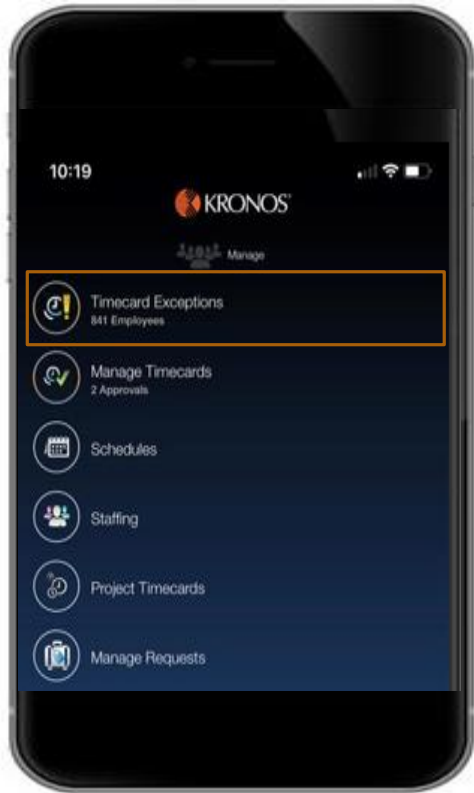 10:19
KRONOS
Manage
Timecard Exceptions
841 Employees
Manage Timecards
2 Approvals
Schedules
Staffing
Project Timecards
Manage Requests